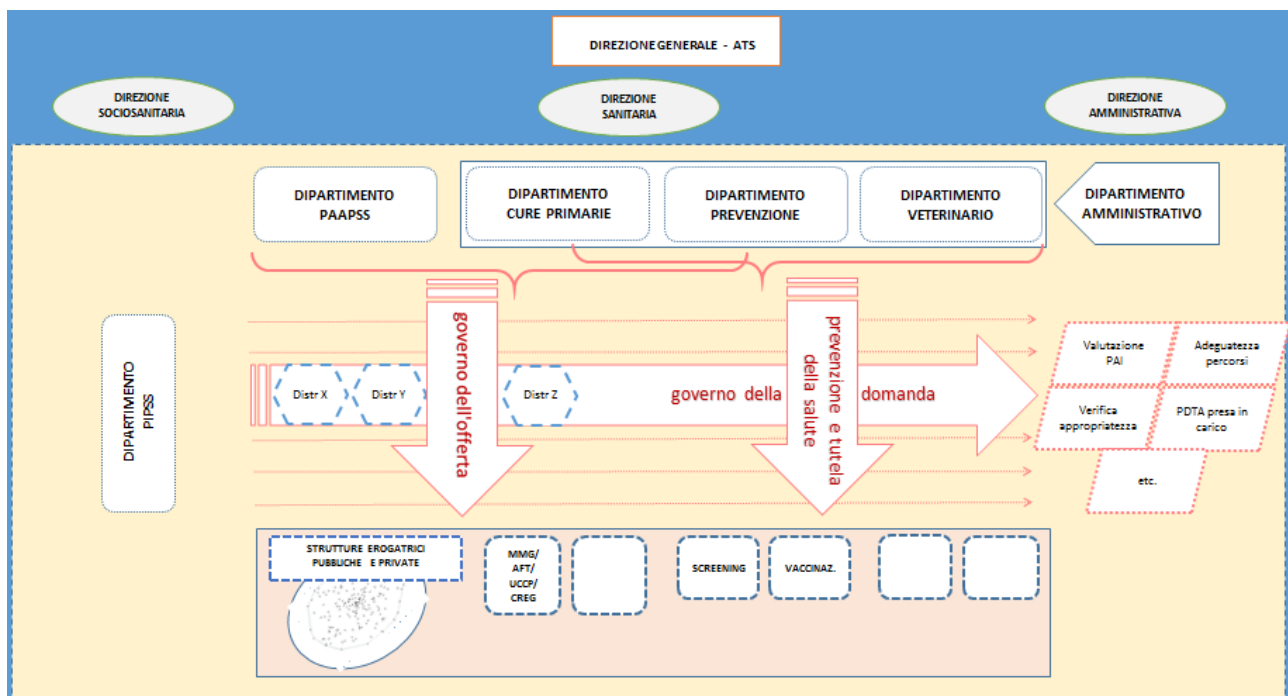 DIREZIONE GENERALE - ATS
DIREZIONE
SOCIOSANITARIA
DIREZIONE
SANITARIA
DIREZIONE
AMMINISTRATIVA
DIPARTIMENTO
PAAPSS
DIPARTIMENTO
CURE PRIMARIE
DIPARTIMENTO
PREVENZIONE
DIPARTIMENTO
VETERINARIO
DIPARTIMENTO
AMMINISTRATIVO
DIPARTIMENTO
PIPSS
governo dell'offerta
prevenzione e tutela
della salute
Distr X
Distr Y
Distr Z
governo della domanda
Valutazione
PAI
Adeguatezza
percorsi
Verifica
appropriatezza
PDTA presa in
carico
etc.
STRUTTURE EROGATRICI
PUBBLICHE E PRIVATE
MMG/
AFT/
UCCP/
CREG
SCREENING
VACCINAZ.